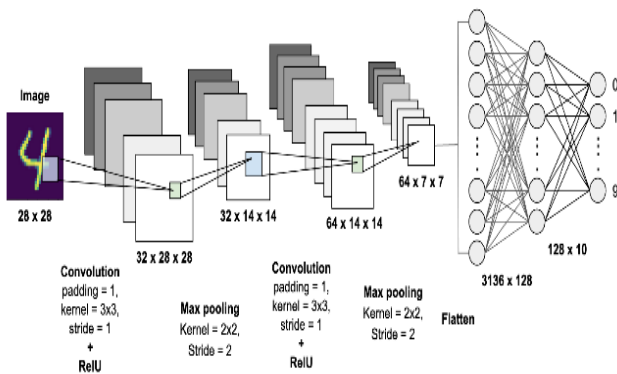 Image
28 x 28
32 x 28 x 28
32 x 14 x 14
64 x 14 x 14
64 x 7 x 7
3136 x 128
128 x 10
0
1
9
Convolution
padding = 1,
kernel = 3x3,
stride = 1
+
RelU
Max pooling
Kernel = 2x2,
Stride = 2
Convolution
padding = 1,
kernel = 3x3,
stride = 1
+
RelU
Max pooling
Kernel = 2x2,
Stride = 2
Flatten